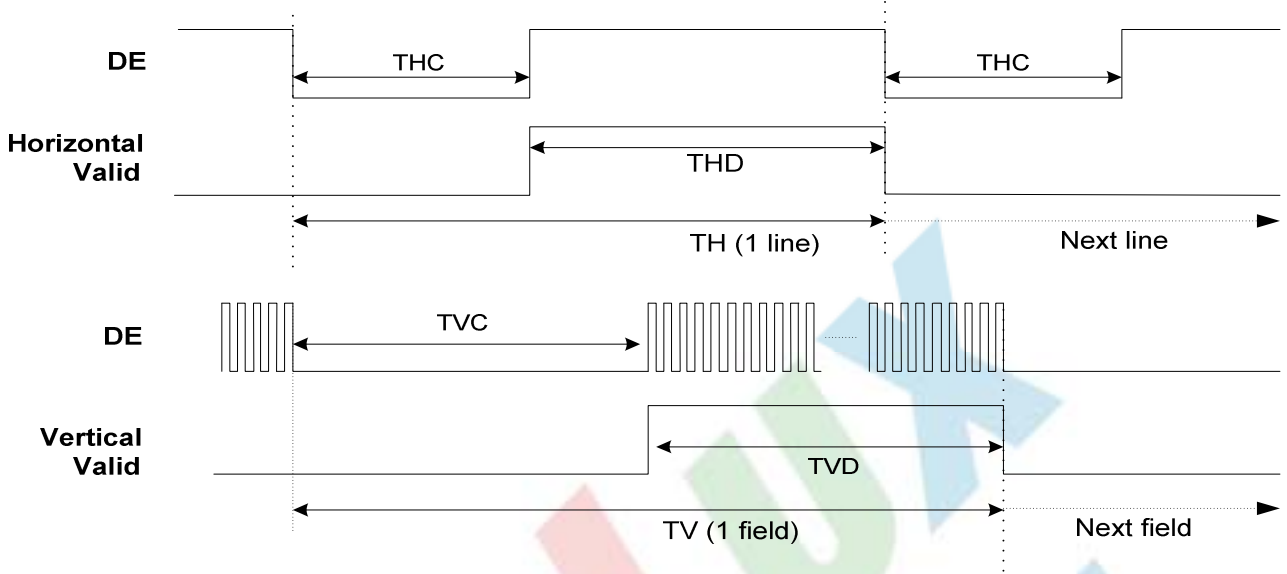 DE
THC
THC
Horizontal
Valid
THD
TH (1 line)
Next line
DE
TVC
Vertical
Valid
TVD
TV (1 field)
Next field